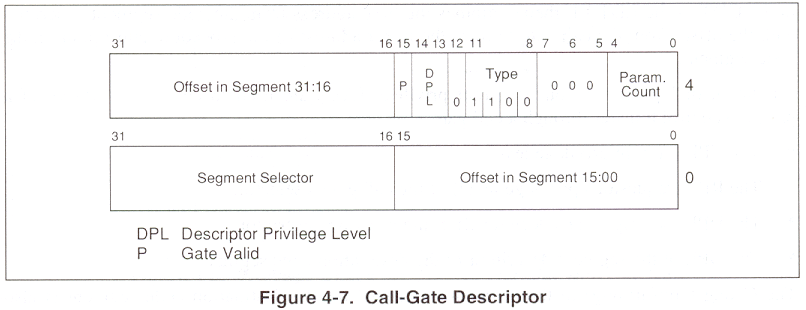 31 16 15 14 13 12 11 8 7 6 5 4 0
Offset in Segment 31:16 P DPL 0 Type 1 1 0 0 0 0 0 Param. Count 4
31 16 15 0
Segment Selector Offset in Segment 15:00 0
DPL Descriptor Privilege Level
P Gate Valid
Figure 4-7. Call-Gate Descriptor